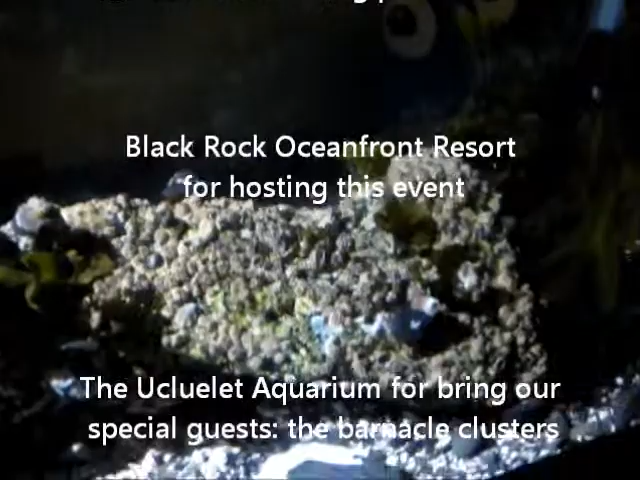 Black Rock Oceanfront Resort
for hosting this event
The Ucluelet Aquarium for bring our
special guests: the barnacle clusters